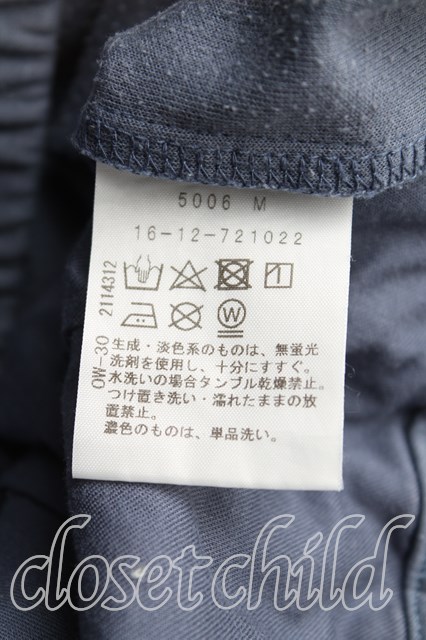 5006 M
16-12-721022
2114312
W
OW-30
生成・淡色系のものは、無蛍光
洗剤を使用し、十分にすすぐ。
水洗いの場合タンブル乾燥禁止。
つけ置き洗い・濡れたままの放
置禁止。
濃色のものは、単品洗い。
closet child